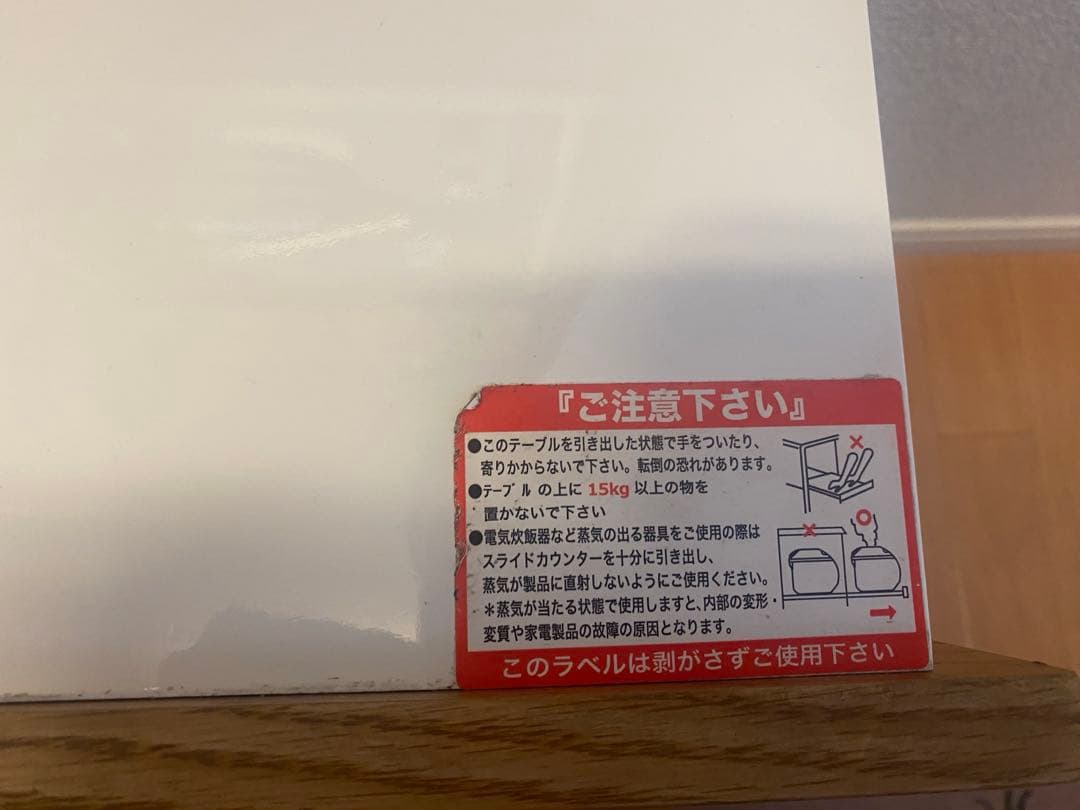 『ご注意下さい』
●このテーブルを引き出した状態で手をついたり、
寄りかからないで下さい。転倒の恐れがあります。
●ﾃｰﾌﾞﾙ の上に 15kg 以上の物を
置かないで下さい
●電気炊飯器など蒸気の出る器具をご使用の際は
スライドカウンターを十分に引き出し、
蒸気が製品に直射しないようにご使用ください。
＊蒸気が当たる状態で使用しますと、内部の変形・
変質や家電製品の故障の原因となります。
このラベルは剥がさずご使用下さい